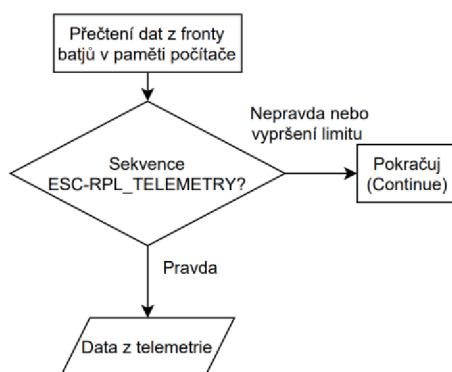 Přečtení dat z fronty
batjů v paměti počítače
Nepravda nebo
vypršení limitu
Sekvence
ESC-RPL_TELEMETRY?
Pokračuj
(Continue)
Pravda
Data z telemetrie